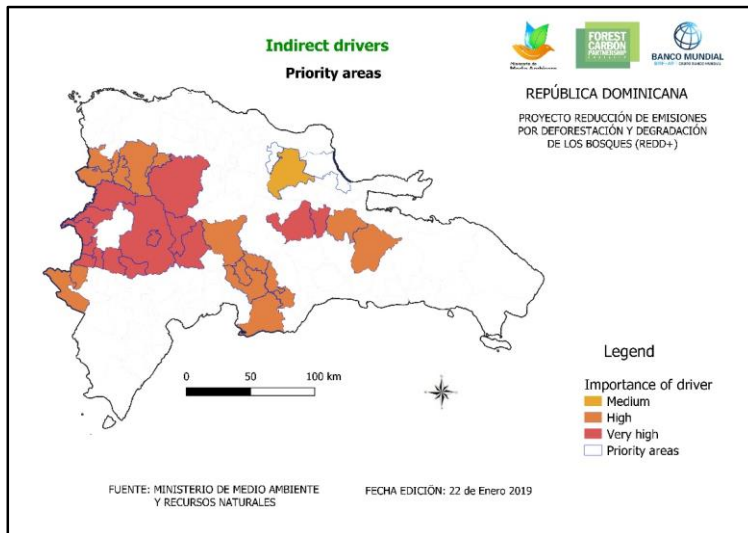 Indirect drivers
Priority areas
Medio Ambiente
FOREST
CARBON
PARTNERSHIP
BANCO MUNDIAL
REPÚBLICA DOMINICANA
PROYECTO REDUCCIÓN DE EMISIONES
POR DEFORESTACIÓN Y DEGRADACIÓN
DE LOS BOSQUES (REDD+)
0 50 100 km
Legend
Importance of driver
Medium
High
Very high
Priority areas
FUENTE: MINISTERIO DE MEDIO AMBIENTE
Y RECURSOS NATURALES
FECHA EDICIÓN: 22 de Enero 2019